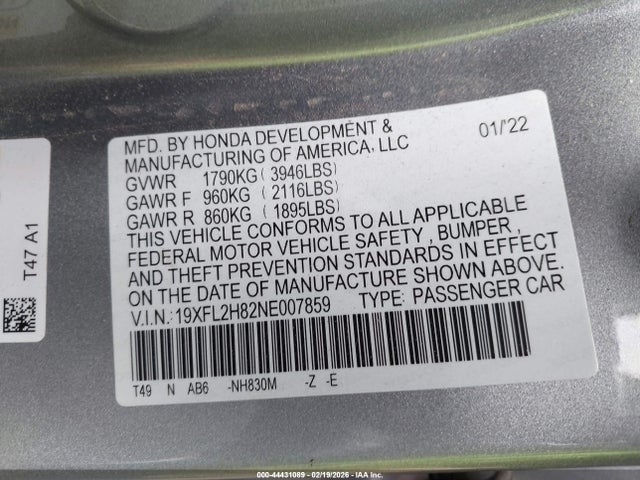 MFD. BY HONDA DEVELOPMENT &
MANUFACTURING OF AMERICA, LLC 01/'22
GVWR 1790KG (3946LBS)
GAWR F 960KG (2116LBS)
GAWR R 860KG (1895LBS)
THIS VEHICLE CONFORMS TO ALL APPLICABLE
FEDERAL MOTOR VEHICLE SAFETY , BUMPER ,
AND THEFT PREVENTION STANDARDS IN EFFECT
ON THE DATE OF MANUFACTURE SHOWN ABOVE.
V.I.N.: 19XFL2H82NE007859 TYPE: PASSENGER CAR
T49 N AB6 -NH830M -Z -E
T47 A1
000-44431089 - 02/19/2026 - IAA Inc.